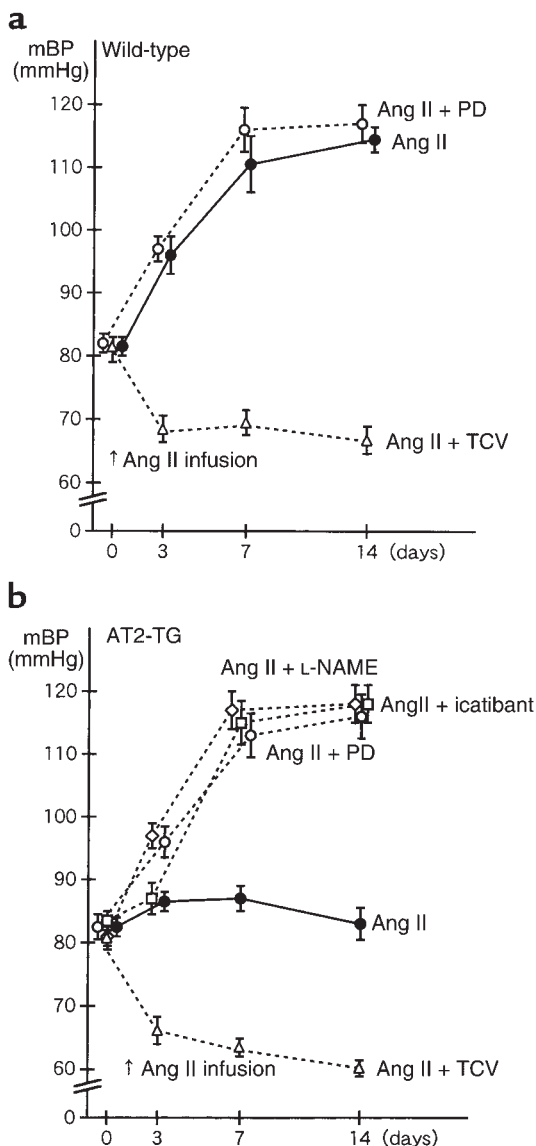 a
mBP
(mmHg)
Wild-type
120
110
100
90
80
70
60
0
Ang II + PD
Ang II
Ang II + TCV
↑ Ang II infusion
0 3 7 14 (days)
b
mBP
(mmHg)
AT2-TG
120
110
100
90
80
70
60
0
Ang II + L-NAME
AngII + icatibant
Ang II + PD
Ang II
Ang II + TCV
↑ Ang II infusion
0 3 7 14 (days)